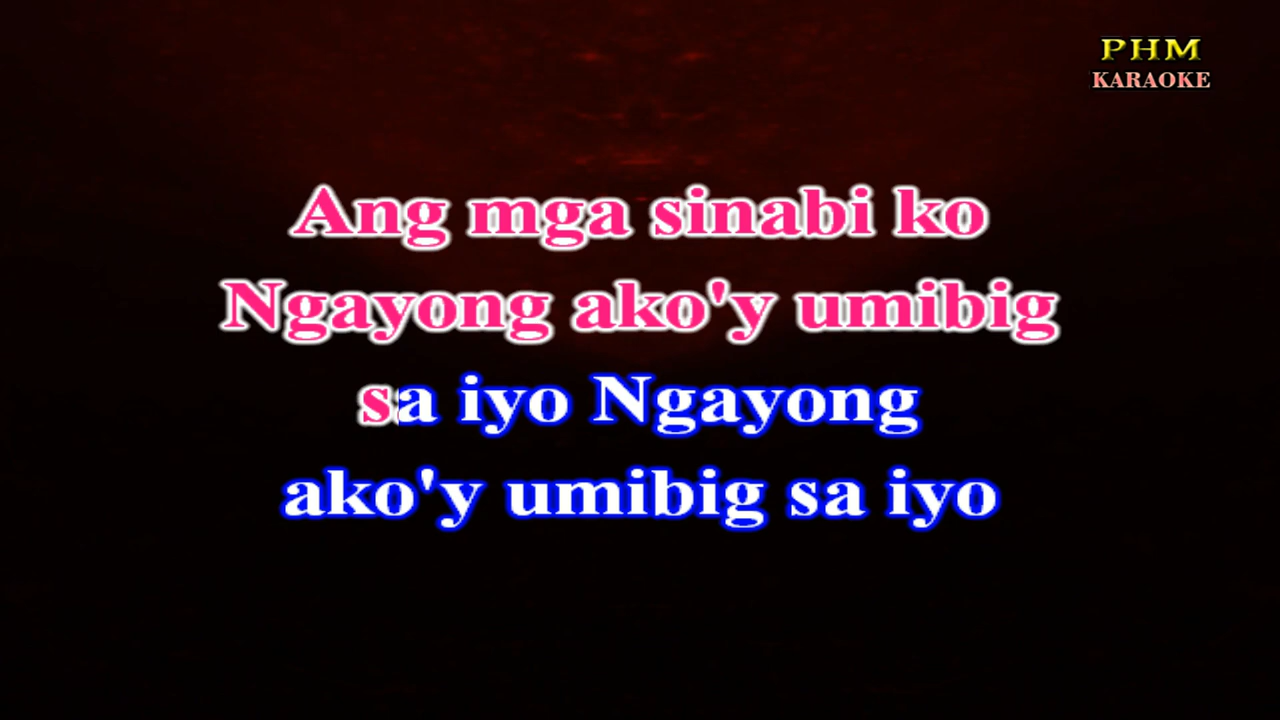 PHM
KARAOKE
Ang mga sinabi ko
Ngayong ako'y umibig
sa iyo Ngayong
ako'y umibig sa iyo